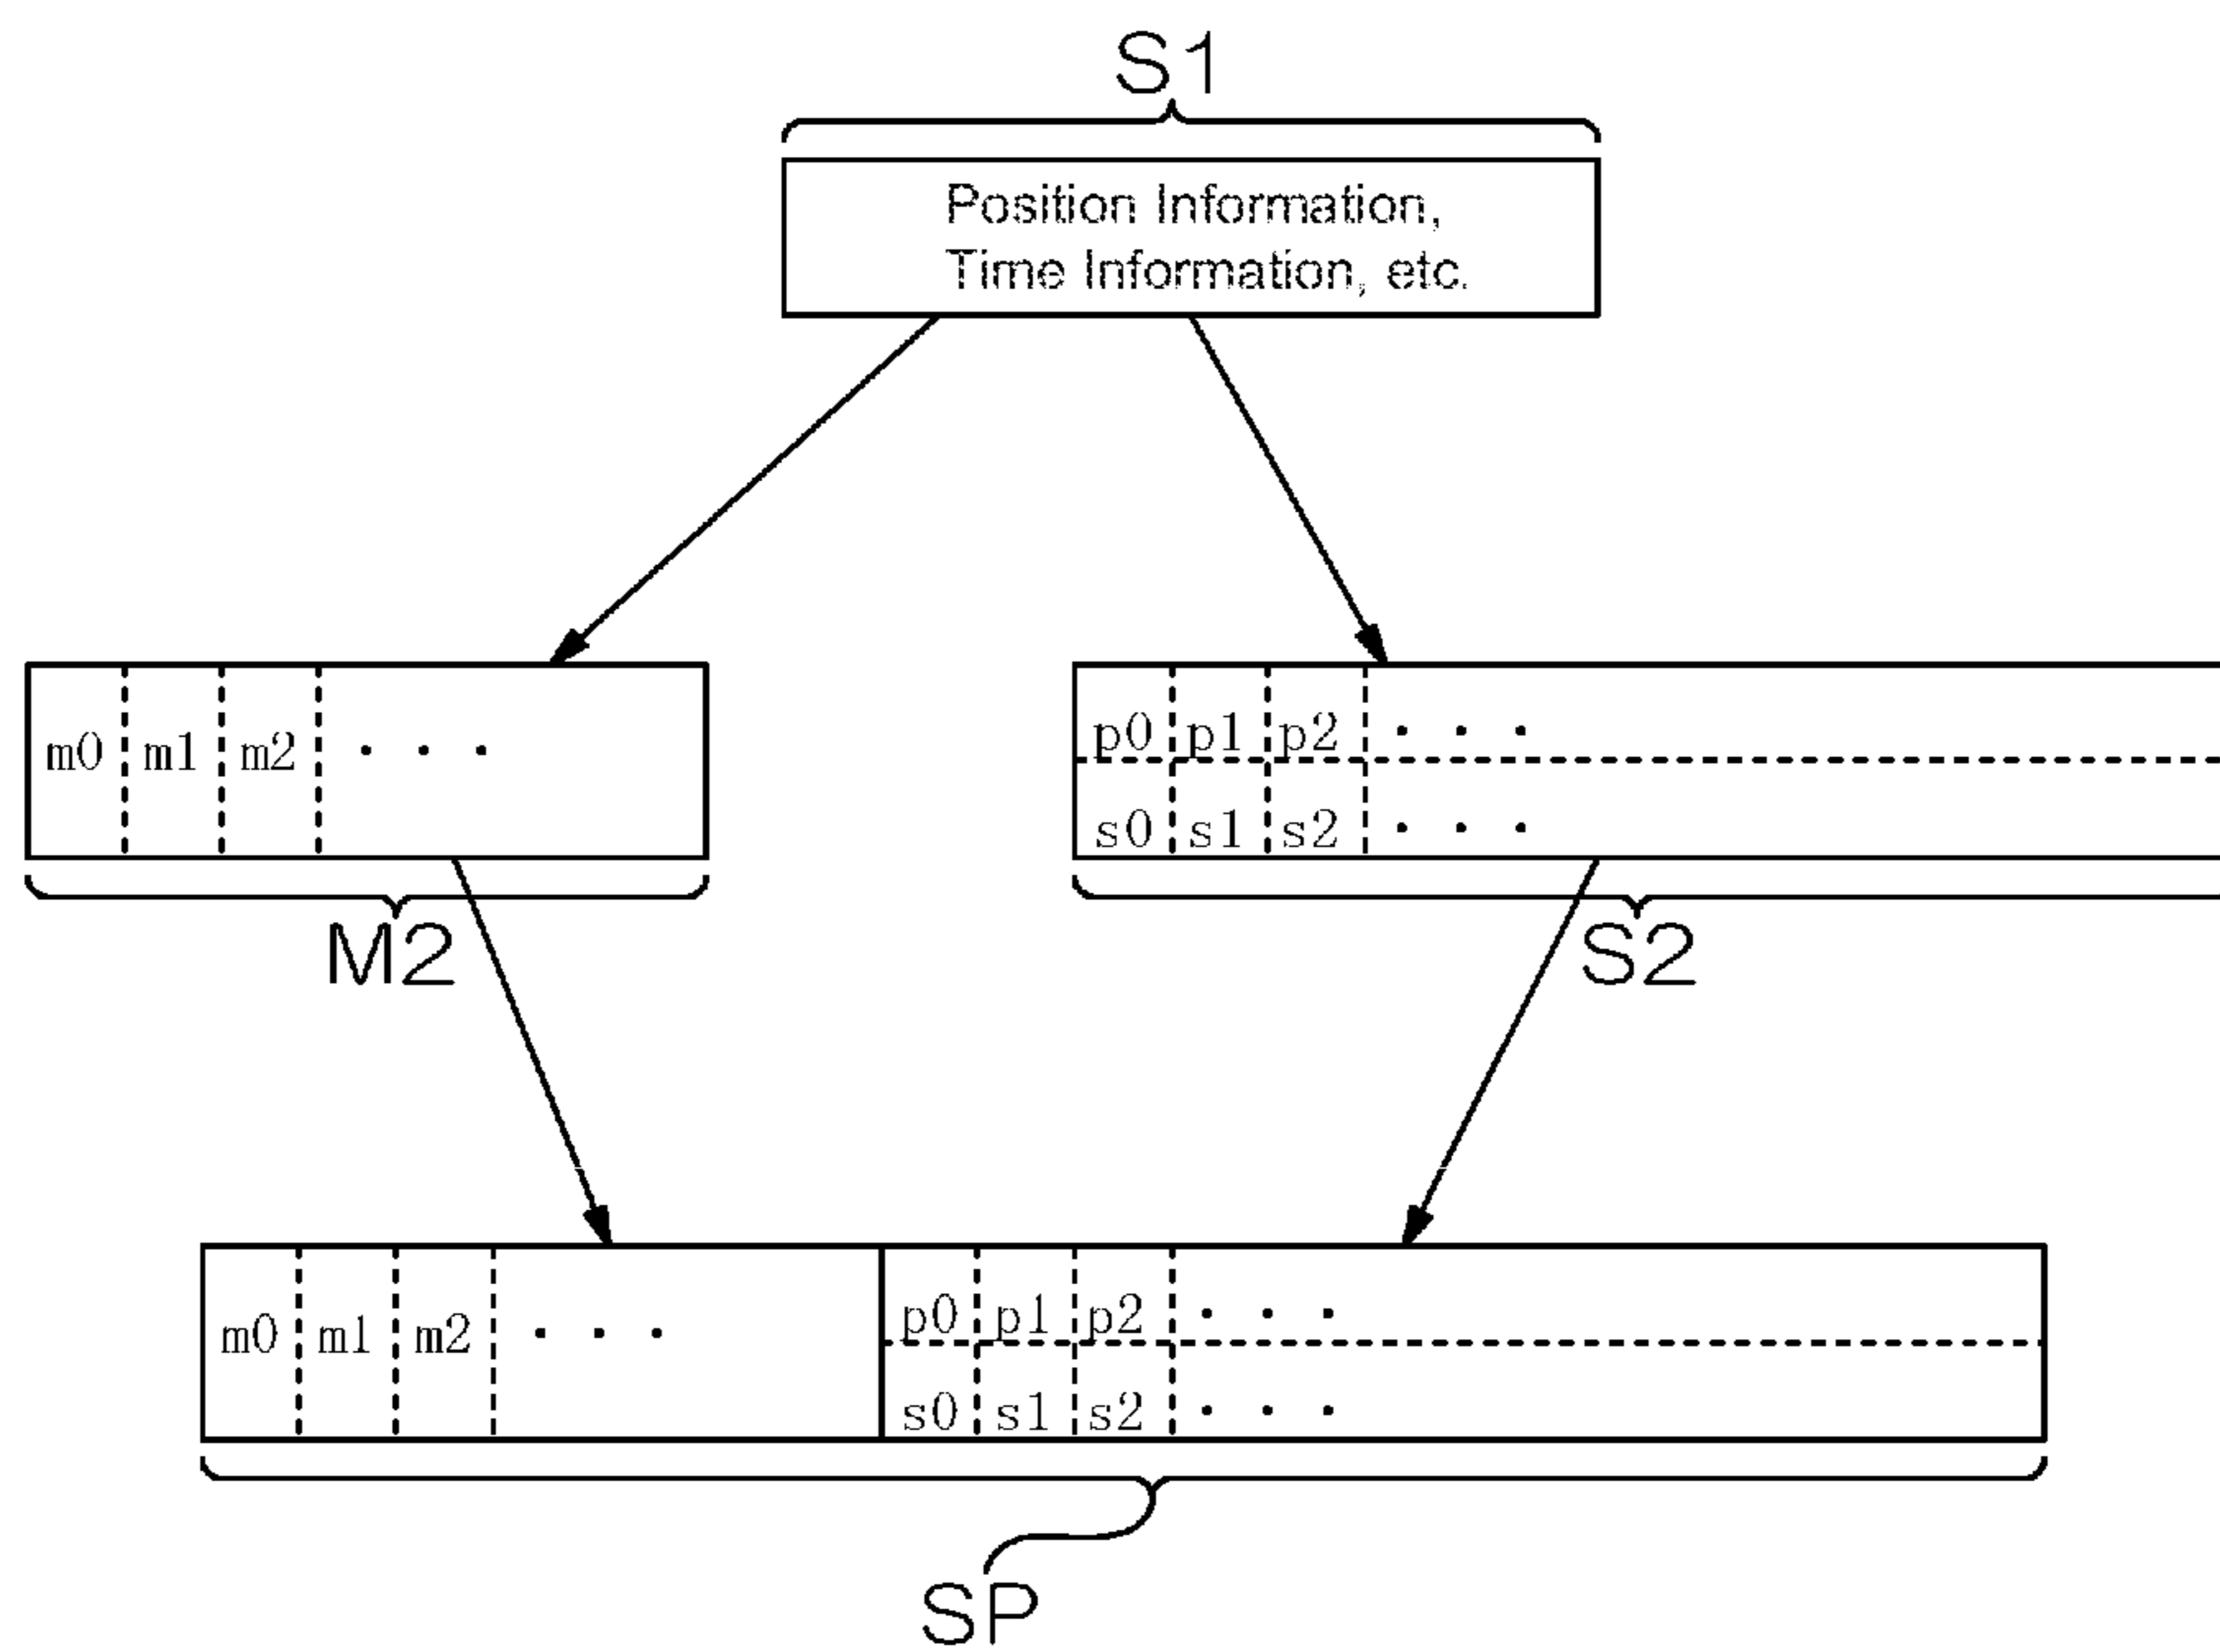 S1
Position Information,
Time Information, etc.
m0 m1 m2 . . .
p0 p1 p2 . . .
s0 s1 s2 . . .
M2
S2
m0 m1 m2 . . .
p0 p1 p2 . . .
s0 s1 s2 . . .
SP